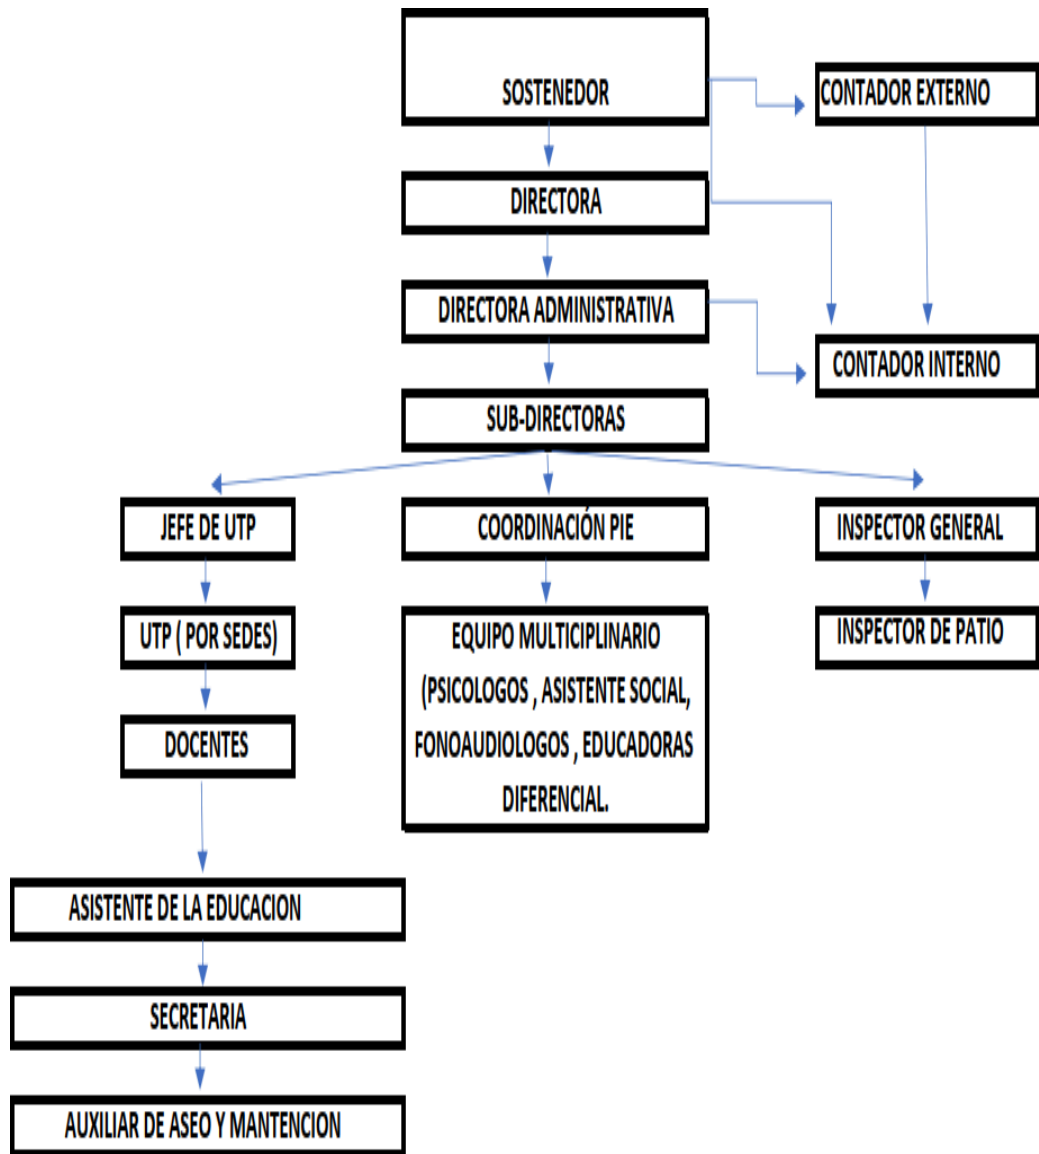 SOSTENEDOR
CONTADOR EXTERNO
DIRECTORA
DIRECTORA ADMINISTRATIVA
CONTADOR INTERNO
SUB-DIRECTORAS
JEFE DE UTP
COORDINACIÓN PIE
INSPECTOR GENERAL
UTP ( POR SEDES)
EQUIPO MULTICIPLINARIO
(PSICOLOGOS , ASISTENTE SOCIAL,
FONOAUDIOLOGOS , EDUCADORAS
DIFERENCIAL.
INSPECTOR DE PATIO
DOCENTES
ASISTENTE DE LA EDUCACION
SECRETARIA
AUXILIAR DE ASEO Y MANTENCION